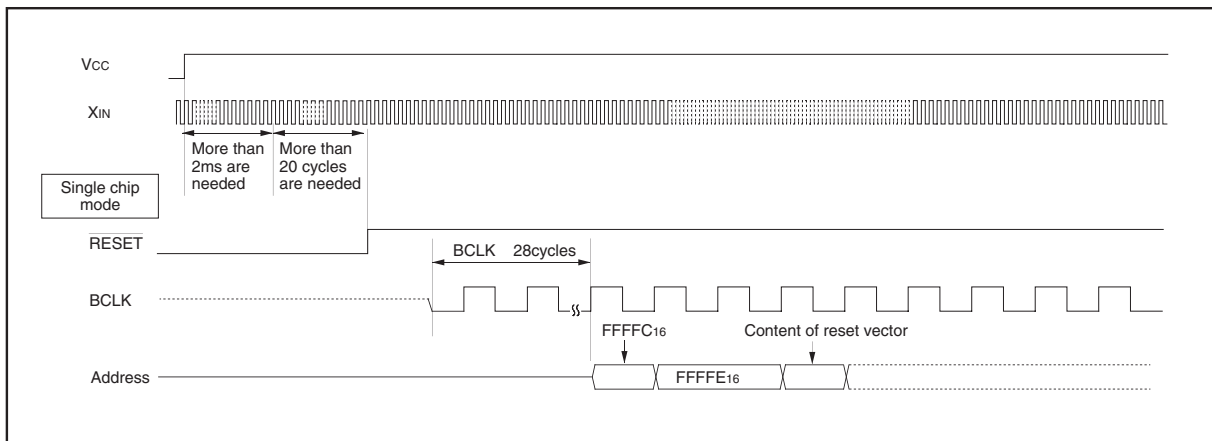 VCC
XIN
More than
2ms are
needed
More than
20 cycles
are needed
Single chip
mode
RESET
BCLK 28cycles
BCLK
FFFFC16
Content of reset vector
Address
FFFFE16